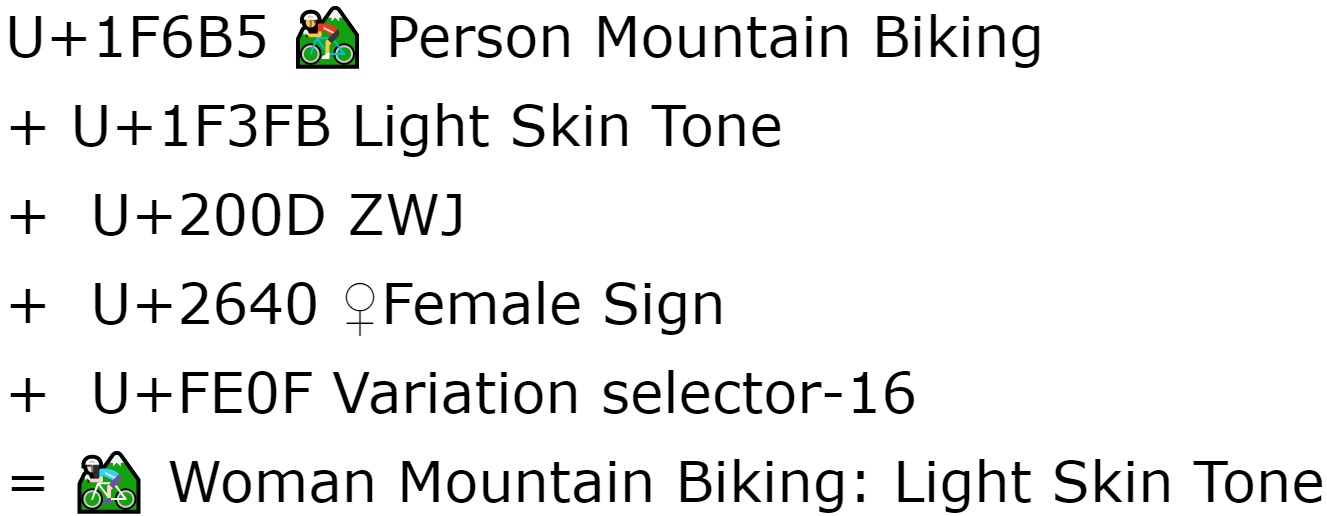 U+1F6B5 🚵 Person Mountain Biking
+ U+1F3FB Light Skin Tone
+ U+200D ZWJ
+ U+2640 ♀Female Sign
+ U+FE0F Variation selector-16
= 🚵🏻‍♀️ Woman Mountain Biking: Light Skin Tone